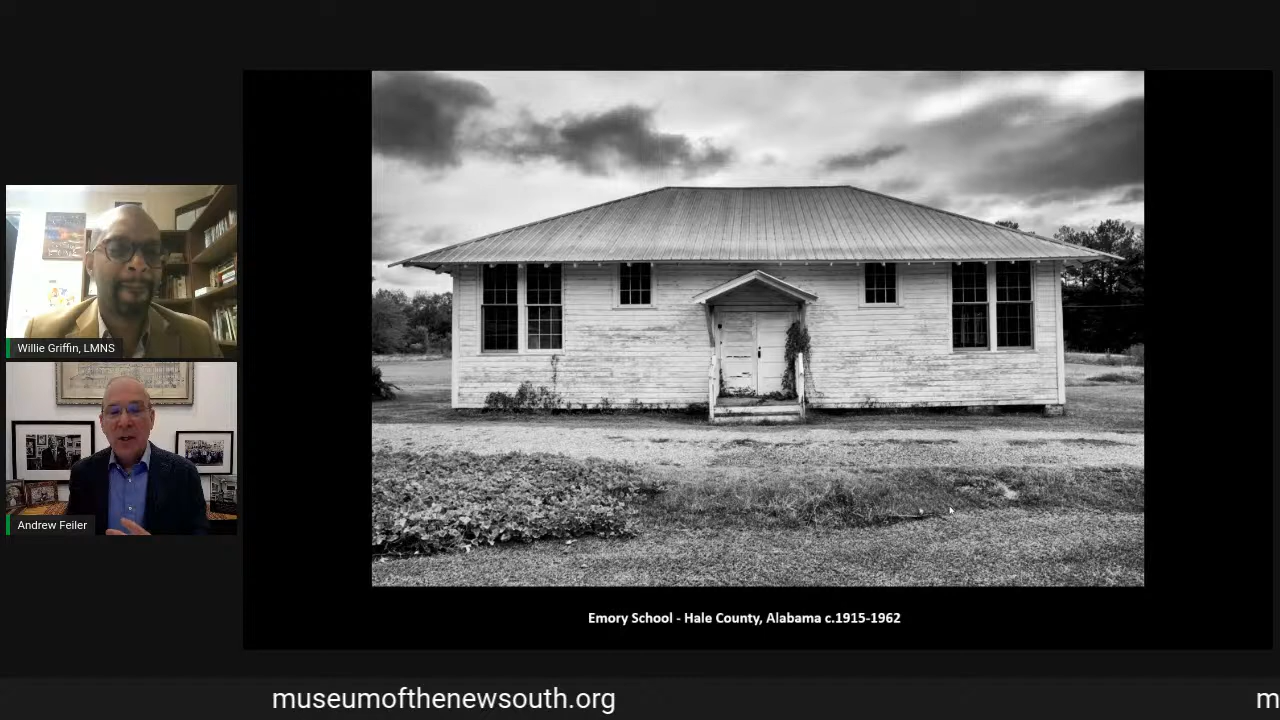 Willie Griffin, LMNS
Andrew Feiler
Emory School - Hale County, Alabama c.1915-1962
museumofthenewsouth.org
m